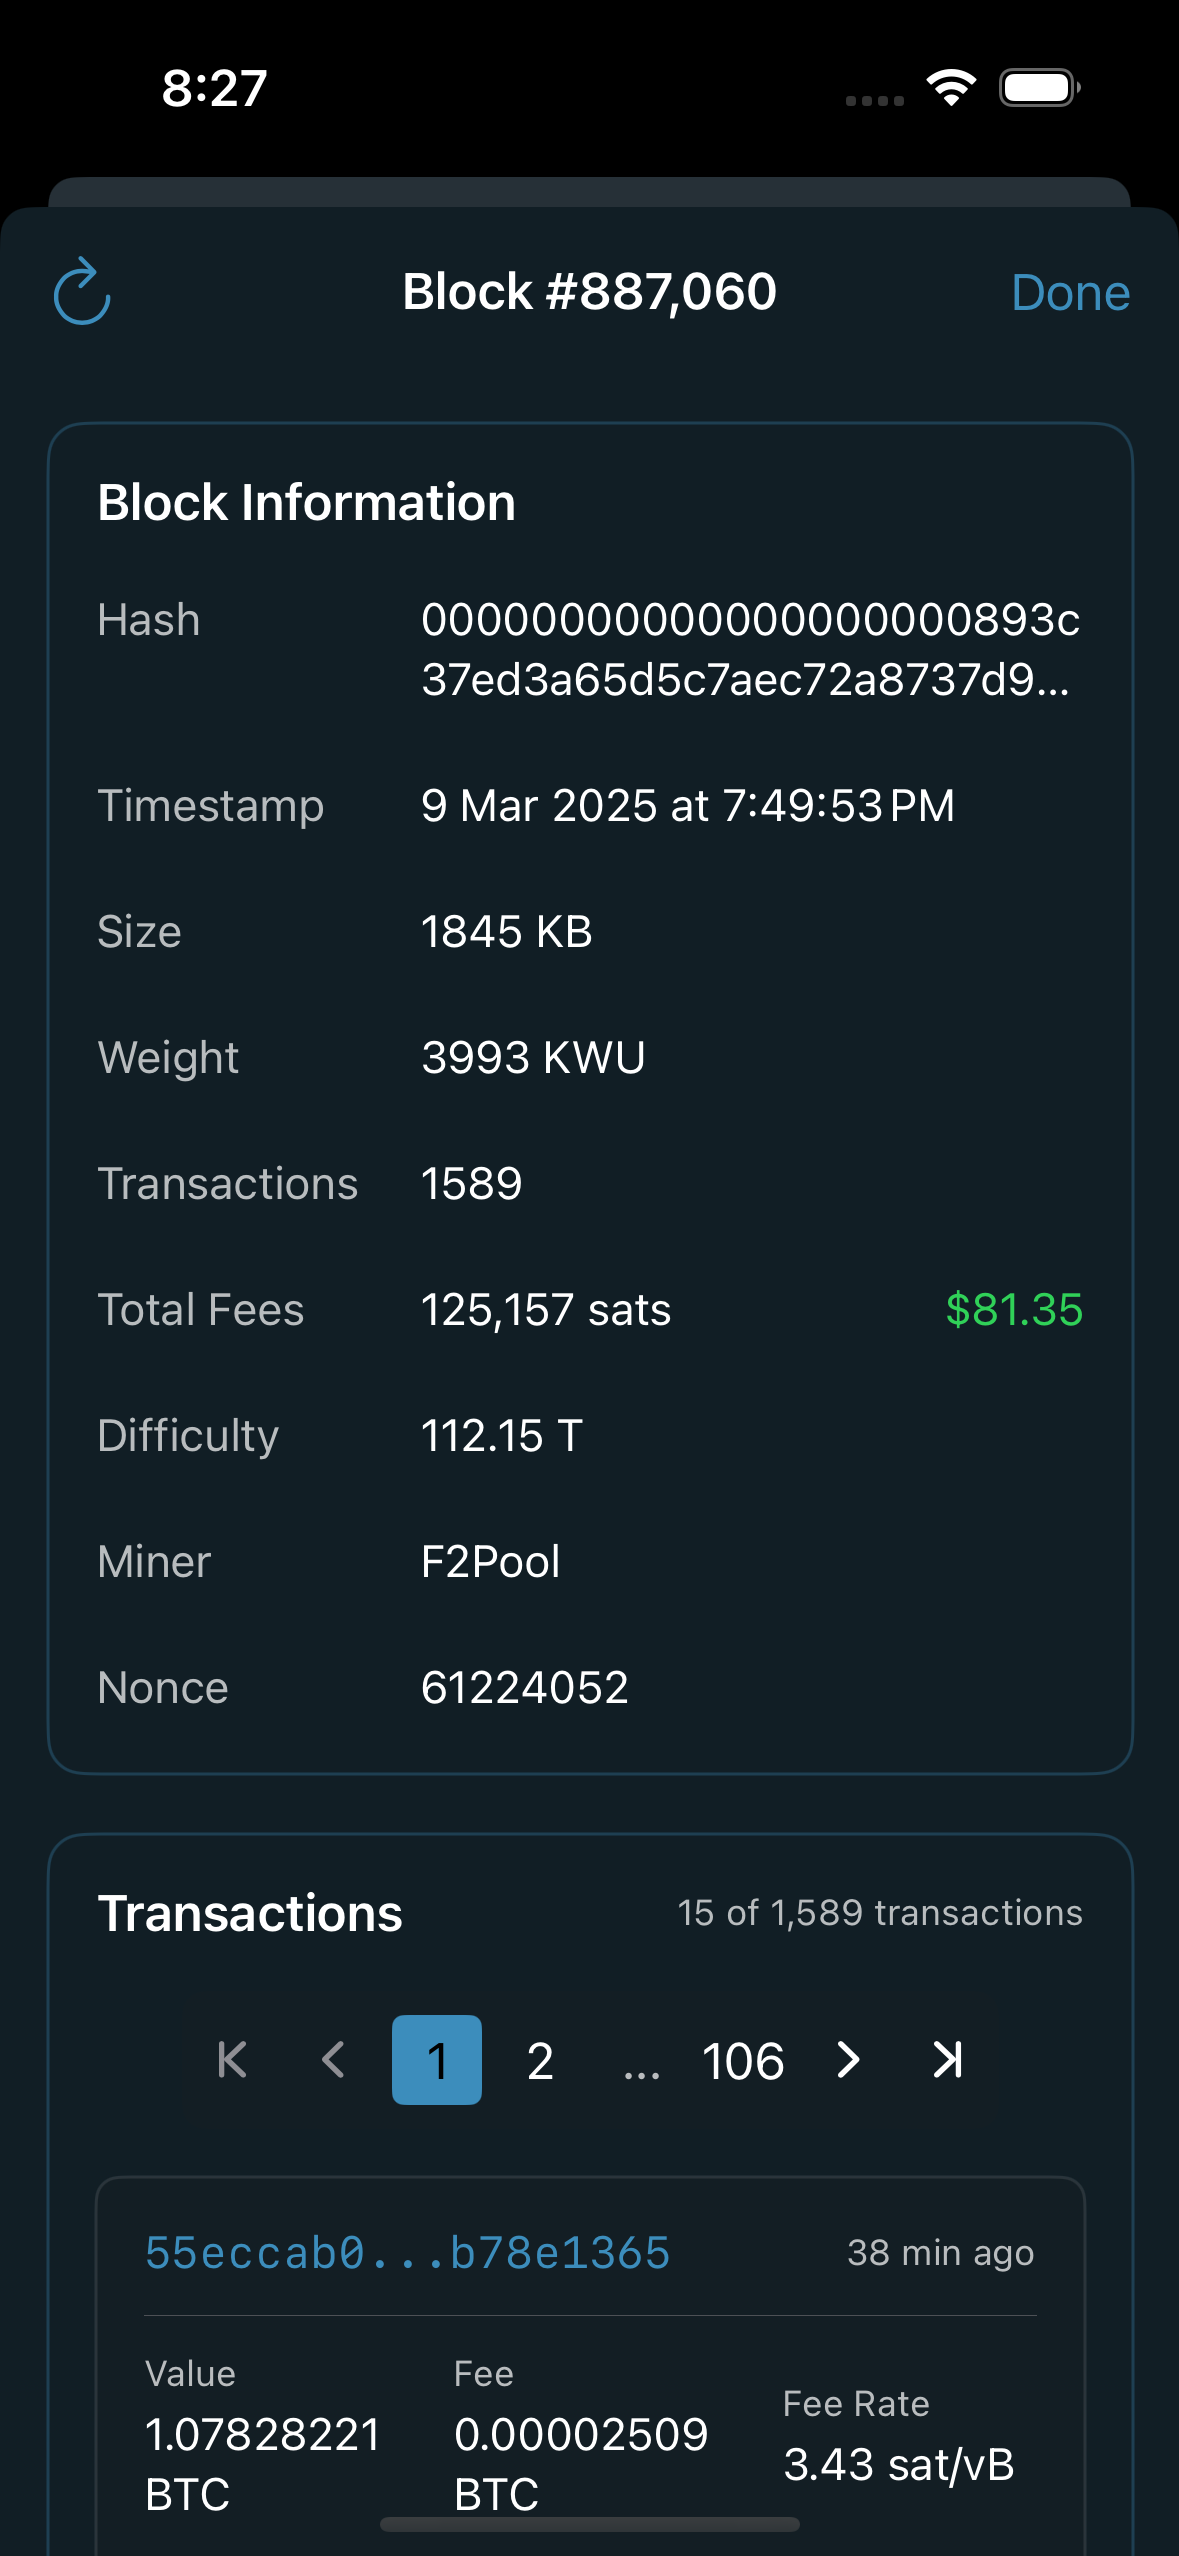 8:27
Block #887,060
Done
Block Information
Hash
00000000000000000000893c
37ed3a65d5c7aec72a8737d9...
Timestamp
9 Mar 2025 at 7:49:53 PM
Size
1845 KB
Weight
3993 KWU
Transactions
1589
Total Fees
125,157 sats
$81.35
Difficulty
112.15 T
Miner
F2Pool
Nonce
61224052
Transactions
15 of 1,589 transactions
1 2 ... 106
55eccab0...b78e1365
38 min ago
Value
1.07828221
BTC
Fee
0.00002509
BTC
Fee Rate
3.43 sat/vB